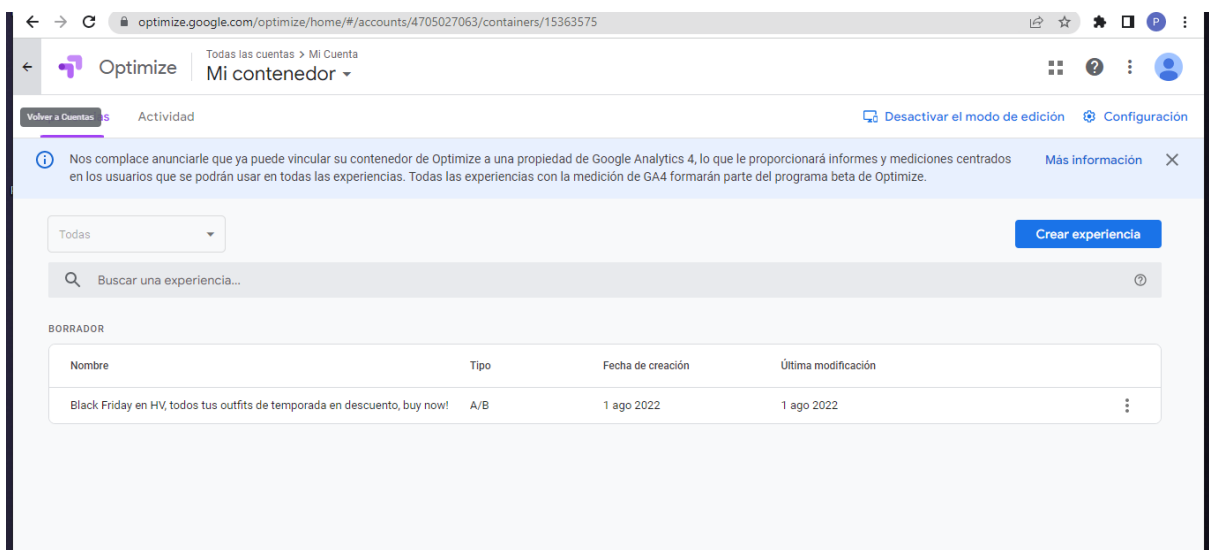 optimize.google.com/optimize/home/#/accounts/4705027063/containers/15363575
P
Optimize
Todas las cuentas > Mi Cuenta
Mi contenedor
Volver a Cuentas
Actividad
Desactivar el modo de edición
Configuración
Nos complace anunciarle que ya puede vincular su contenedor de Optimize a una propiedad de Google Analytics 4, lo que le proporcionará informes y mediciones centrados
en los usuarios que se podrán usar en todas las experiencias. Todas las experiencias con la medición de GA4 formarán parte del programa beta de Optimize.
Más información
Todas
Crear experiencia
Buscar una experiencia...
BORRADOR
Nombre Tipo Fecha de creación Última modificación
Black Friday en HV, todos tus outfits de temporada en descuento, buy now! A/B 1 ago 2022 1 ago 2022